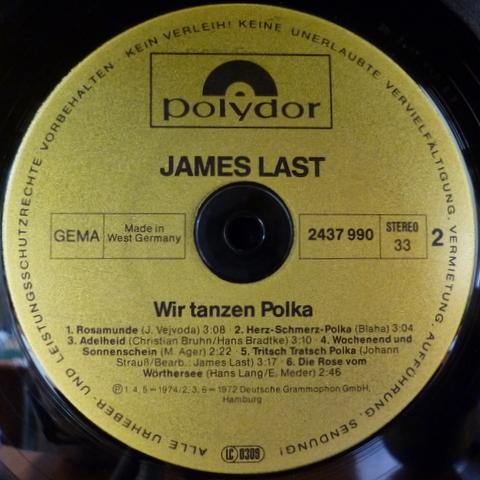 ALLE URHEBER- UND LEISTUNGSSCHUTZRECHTE VORBEHALTEN · KEIN VERLEIH! KEINE UNERLAUBTE VERVIELFÄLTIGUNG, VERMIETUNG, AUFFÜHRUNG, SENDUNG!
polydor
JAMES LAST
GEMA
Made in
West Germany
2437 990
STEREO
33
2
Wir tanzen Polka
1. Rosamunde (J. Vejvoda) 3:08 · 2. Herz-Schmerz-Polka (Blaha) 3:04
3. Adelheid (Christian Bruhn/Hans Bradtke) 3:10 · 4. Wochenend und
Sonnenschein (M. Ager) 2:22 · 5. Tritsch Tratsch Polka (Johann
Strauß/Bearb.: James Last) 3:17 · 6. Die Rose vom
Wörthersee (Hans Lang/E. Meder) 2:46
Ⓟ 1, 4, 5 = 1974/2, 3, 6 = 1972 Deutsche Grammophon GmbH,
Hamburg
LC 0309